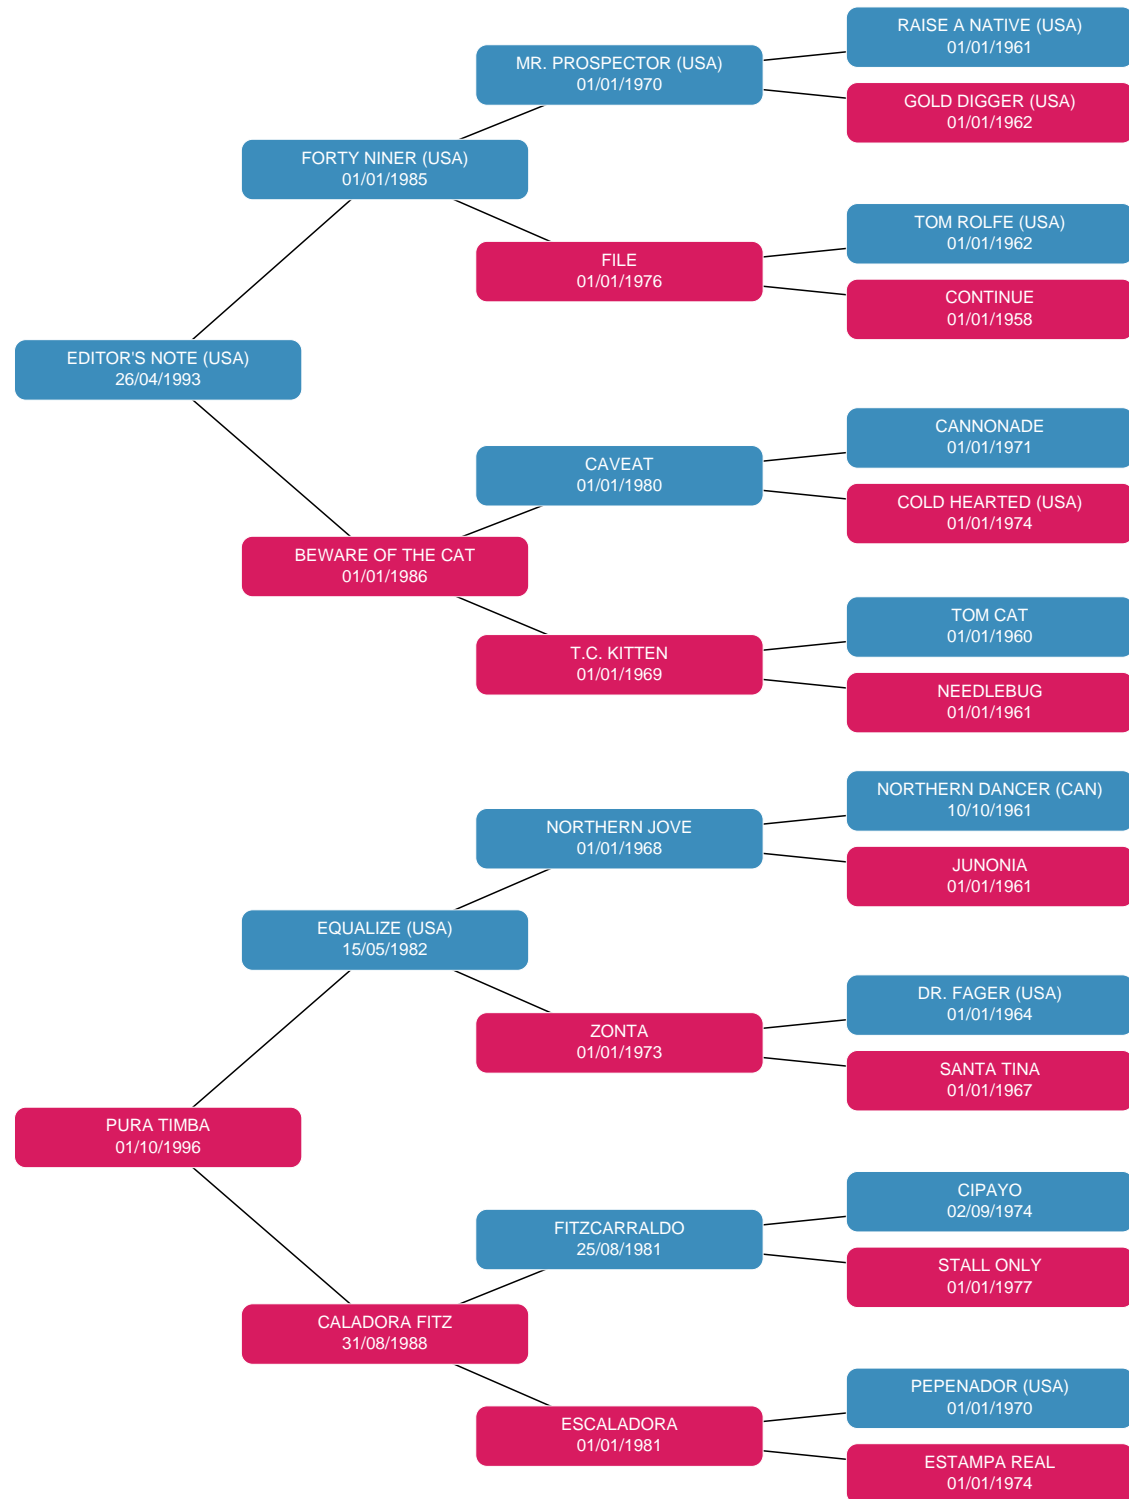 RAISE A NATIVE (USA)
01/01/1961
MR. PROSPECTOR (USA)
01/01/1970
GOLD DIGGER (USA)
01/01/1962
FORTY NINER (USA)
01/01/1985
TOM ROLFE (USA)
01/01/1962
FILE
01/01/1976
CONTINUE
01/01/1958
EDITOR'S NOTE (USA)
26/04/1993
CANNONADE
01/01/1971
CAVEAT
01/01/1980
COLD HEARTED (USA)
01/01/1974
BEWARE OF THE CAT
01/01/1986
TOM CAT
01/01/1960
T.C. KITTEN
01/01/1969
NEEDLEBUG
01/01/1961
NORTHERN DANCER (CAN)
10/10/1961
NORTHERN JOVE
01/01/1968
JUNONIA
01/01/1961
EQUALIZE (USA)
15/05/1982
DR. FAGER (USA)
01/01/1964
ZONTA
01/01/1973
SANTA TINA
01/01/1967
PURA TIMBA
01/10/1996
CIPAYO
02/09/1974
FITZCARRALDO
25/08/1981
STALL ONLY
01/01/1977
CALADORA FITZ
31/08/1988
PEPENADOR (USA)
01/01/1970
ESCALADORA
01/01/1981
ESTAMPA REAL
01/01/1974